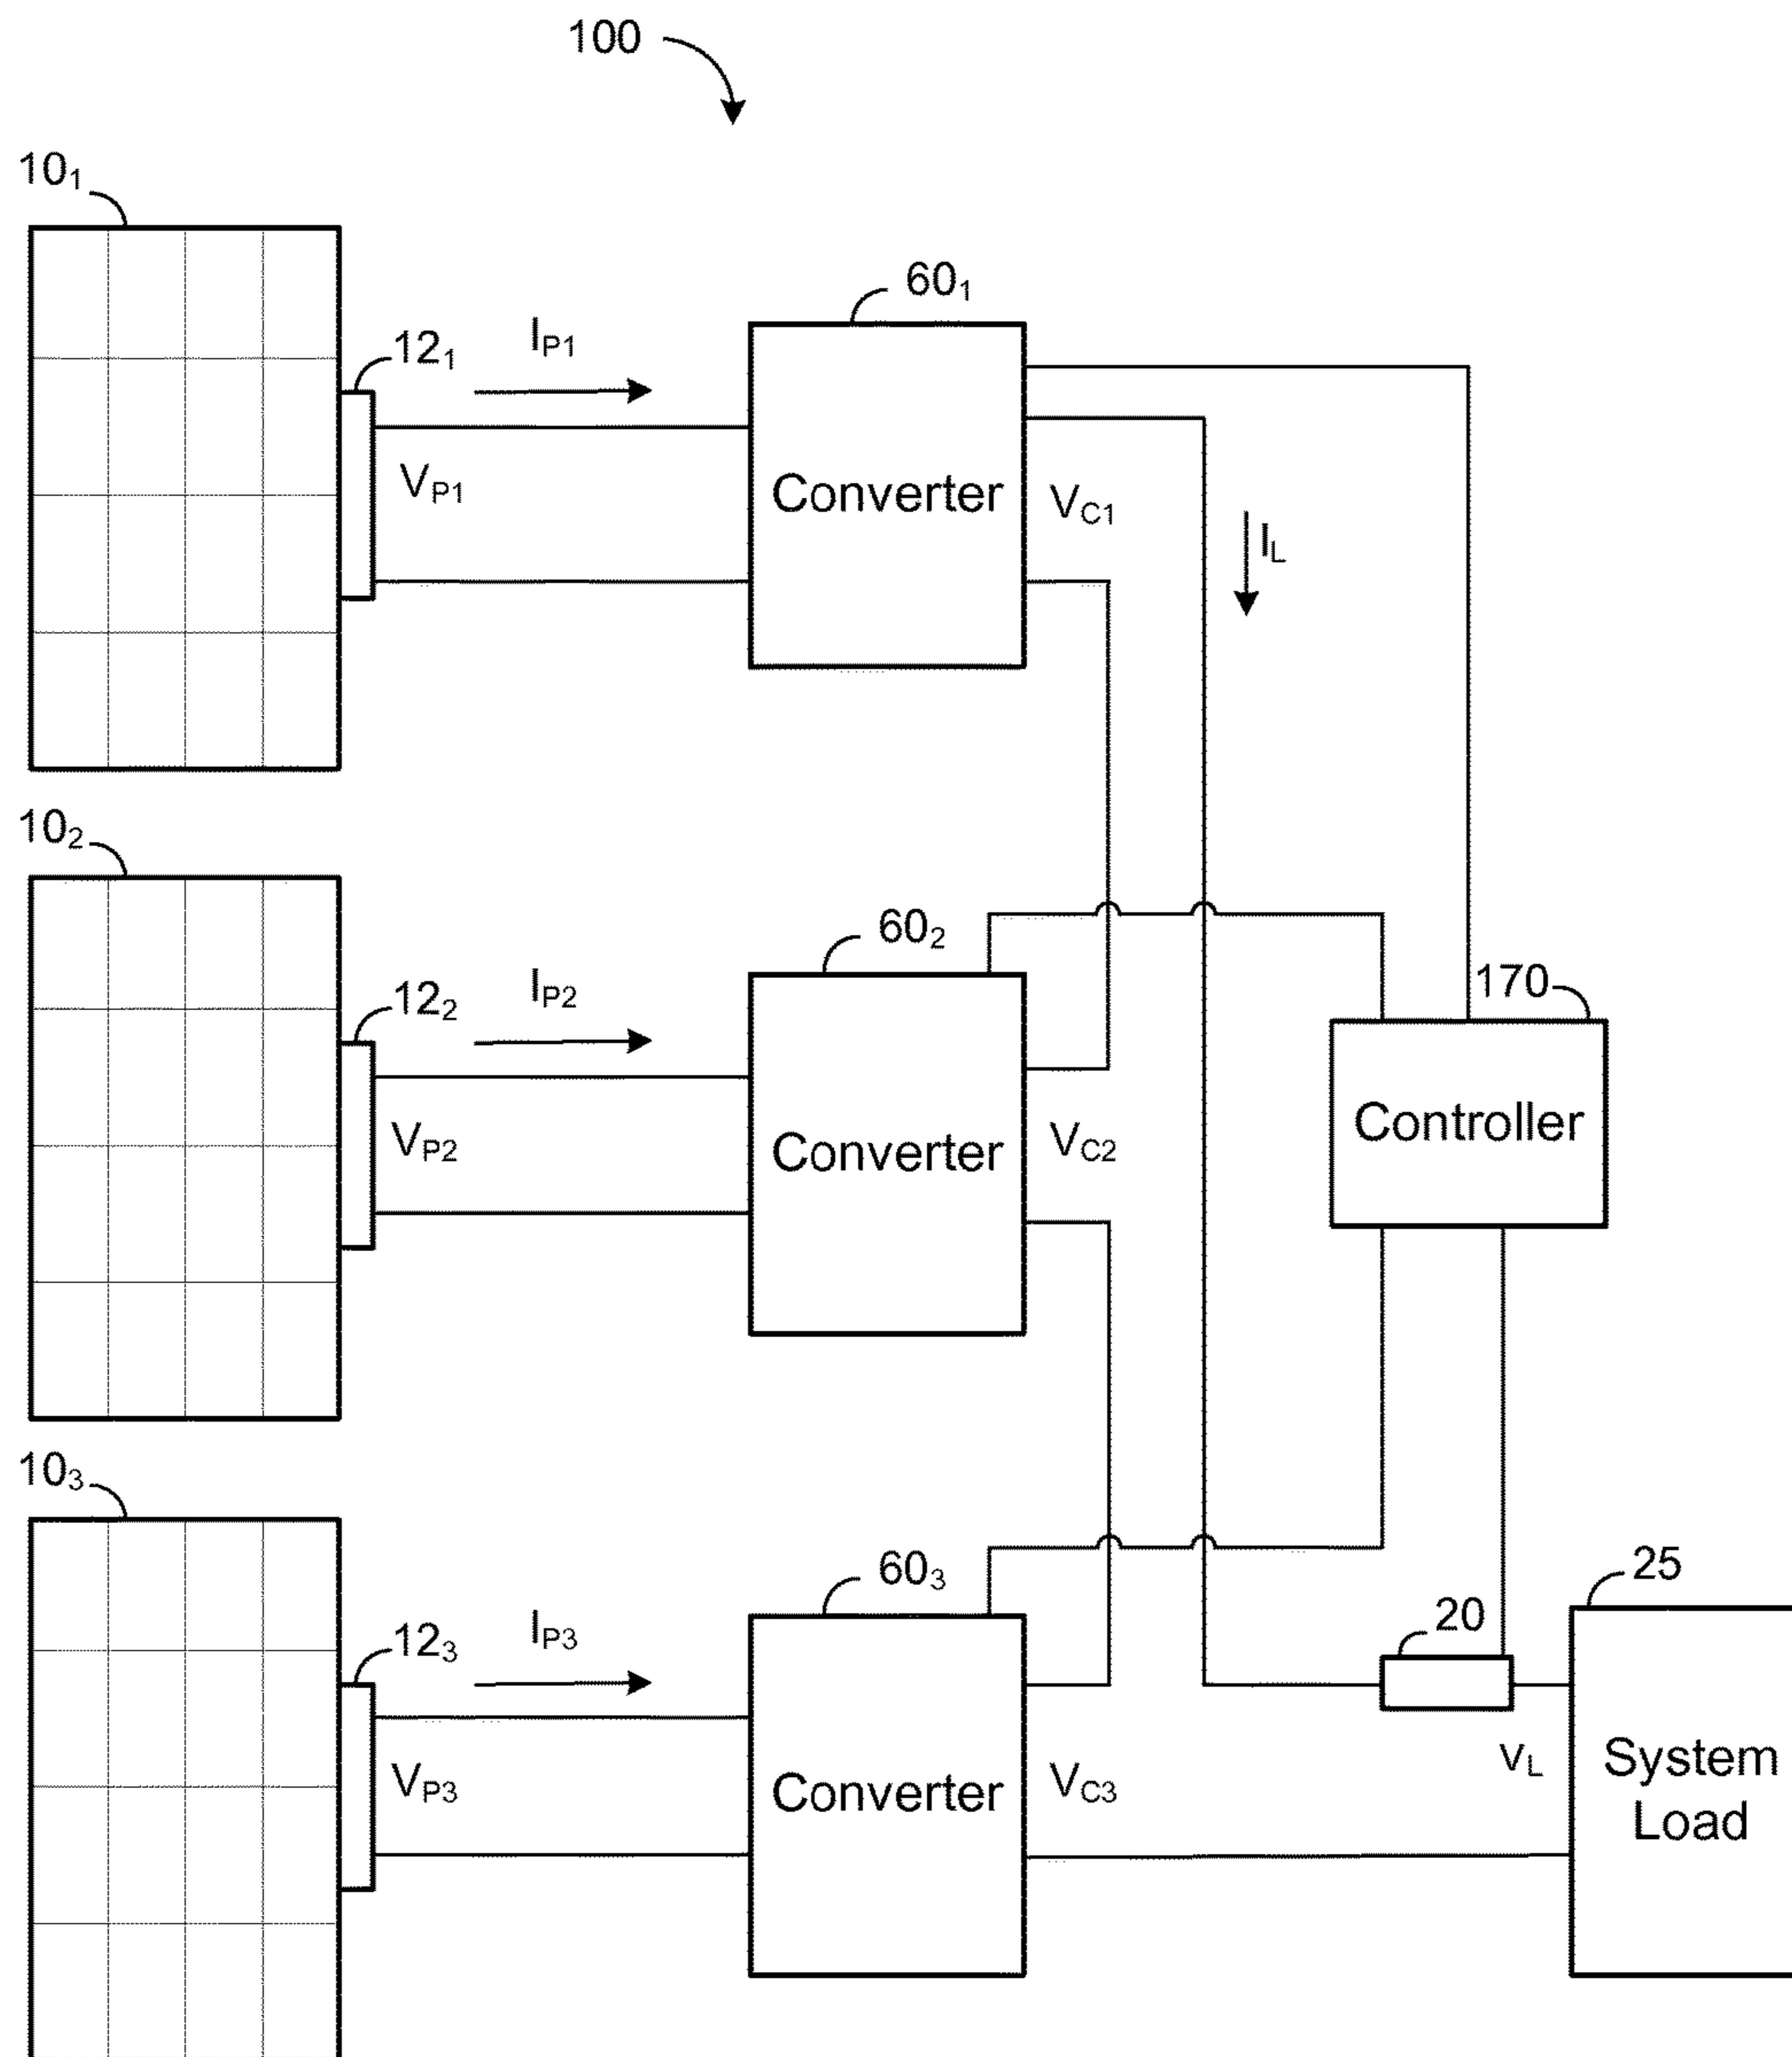 100
10₁
60₁
12₁
I_P1
V_P1
Converter
V_C1
I_L
10₂
60₂
12₂
I_P2
170
V_P2
Converter
V_C2
Controller
10₃
60₃
25
12₃
I_P3
20
V_P3
Converter
V_C3
V_L
System
Load